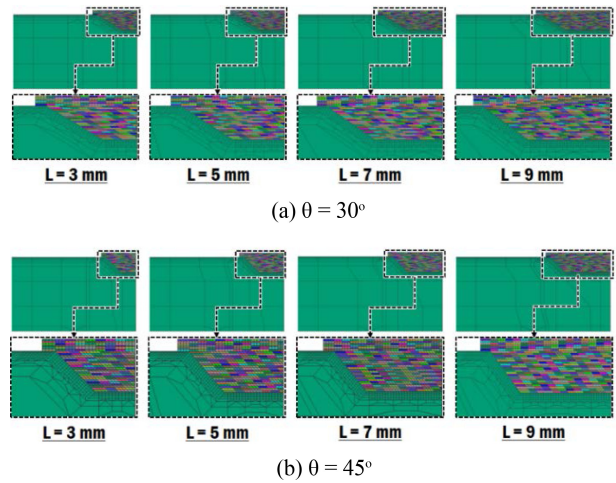 L = 3 mm L = 5 mm L = 7 mm L = 9 mm
(a) θ = 30°
L = 3 mm L = 5 mm L = 7 mm L = 9 mm
(b) θ = 45°